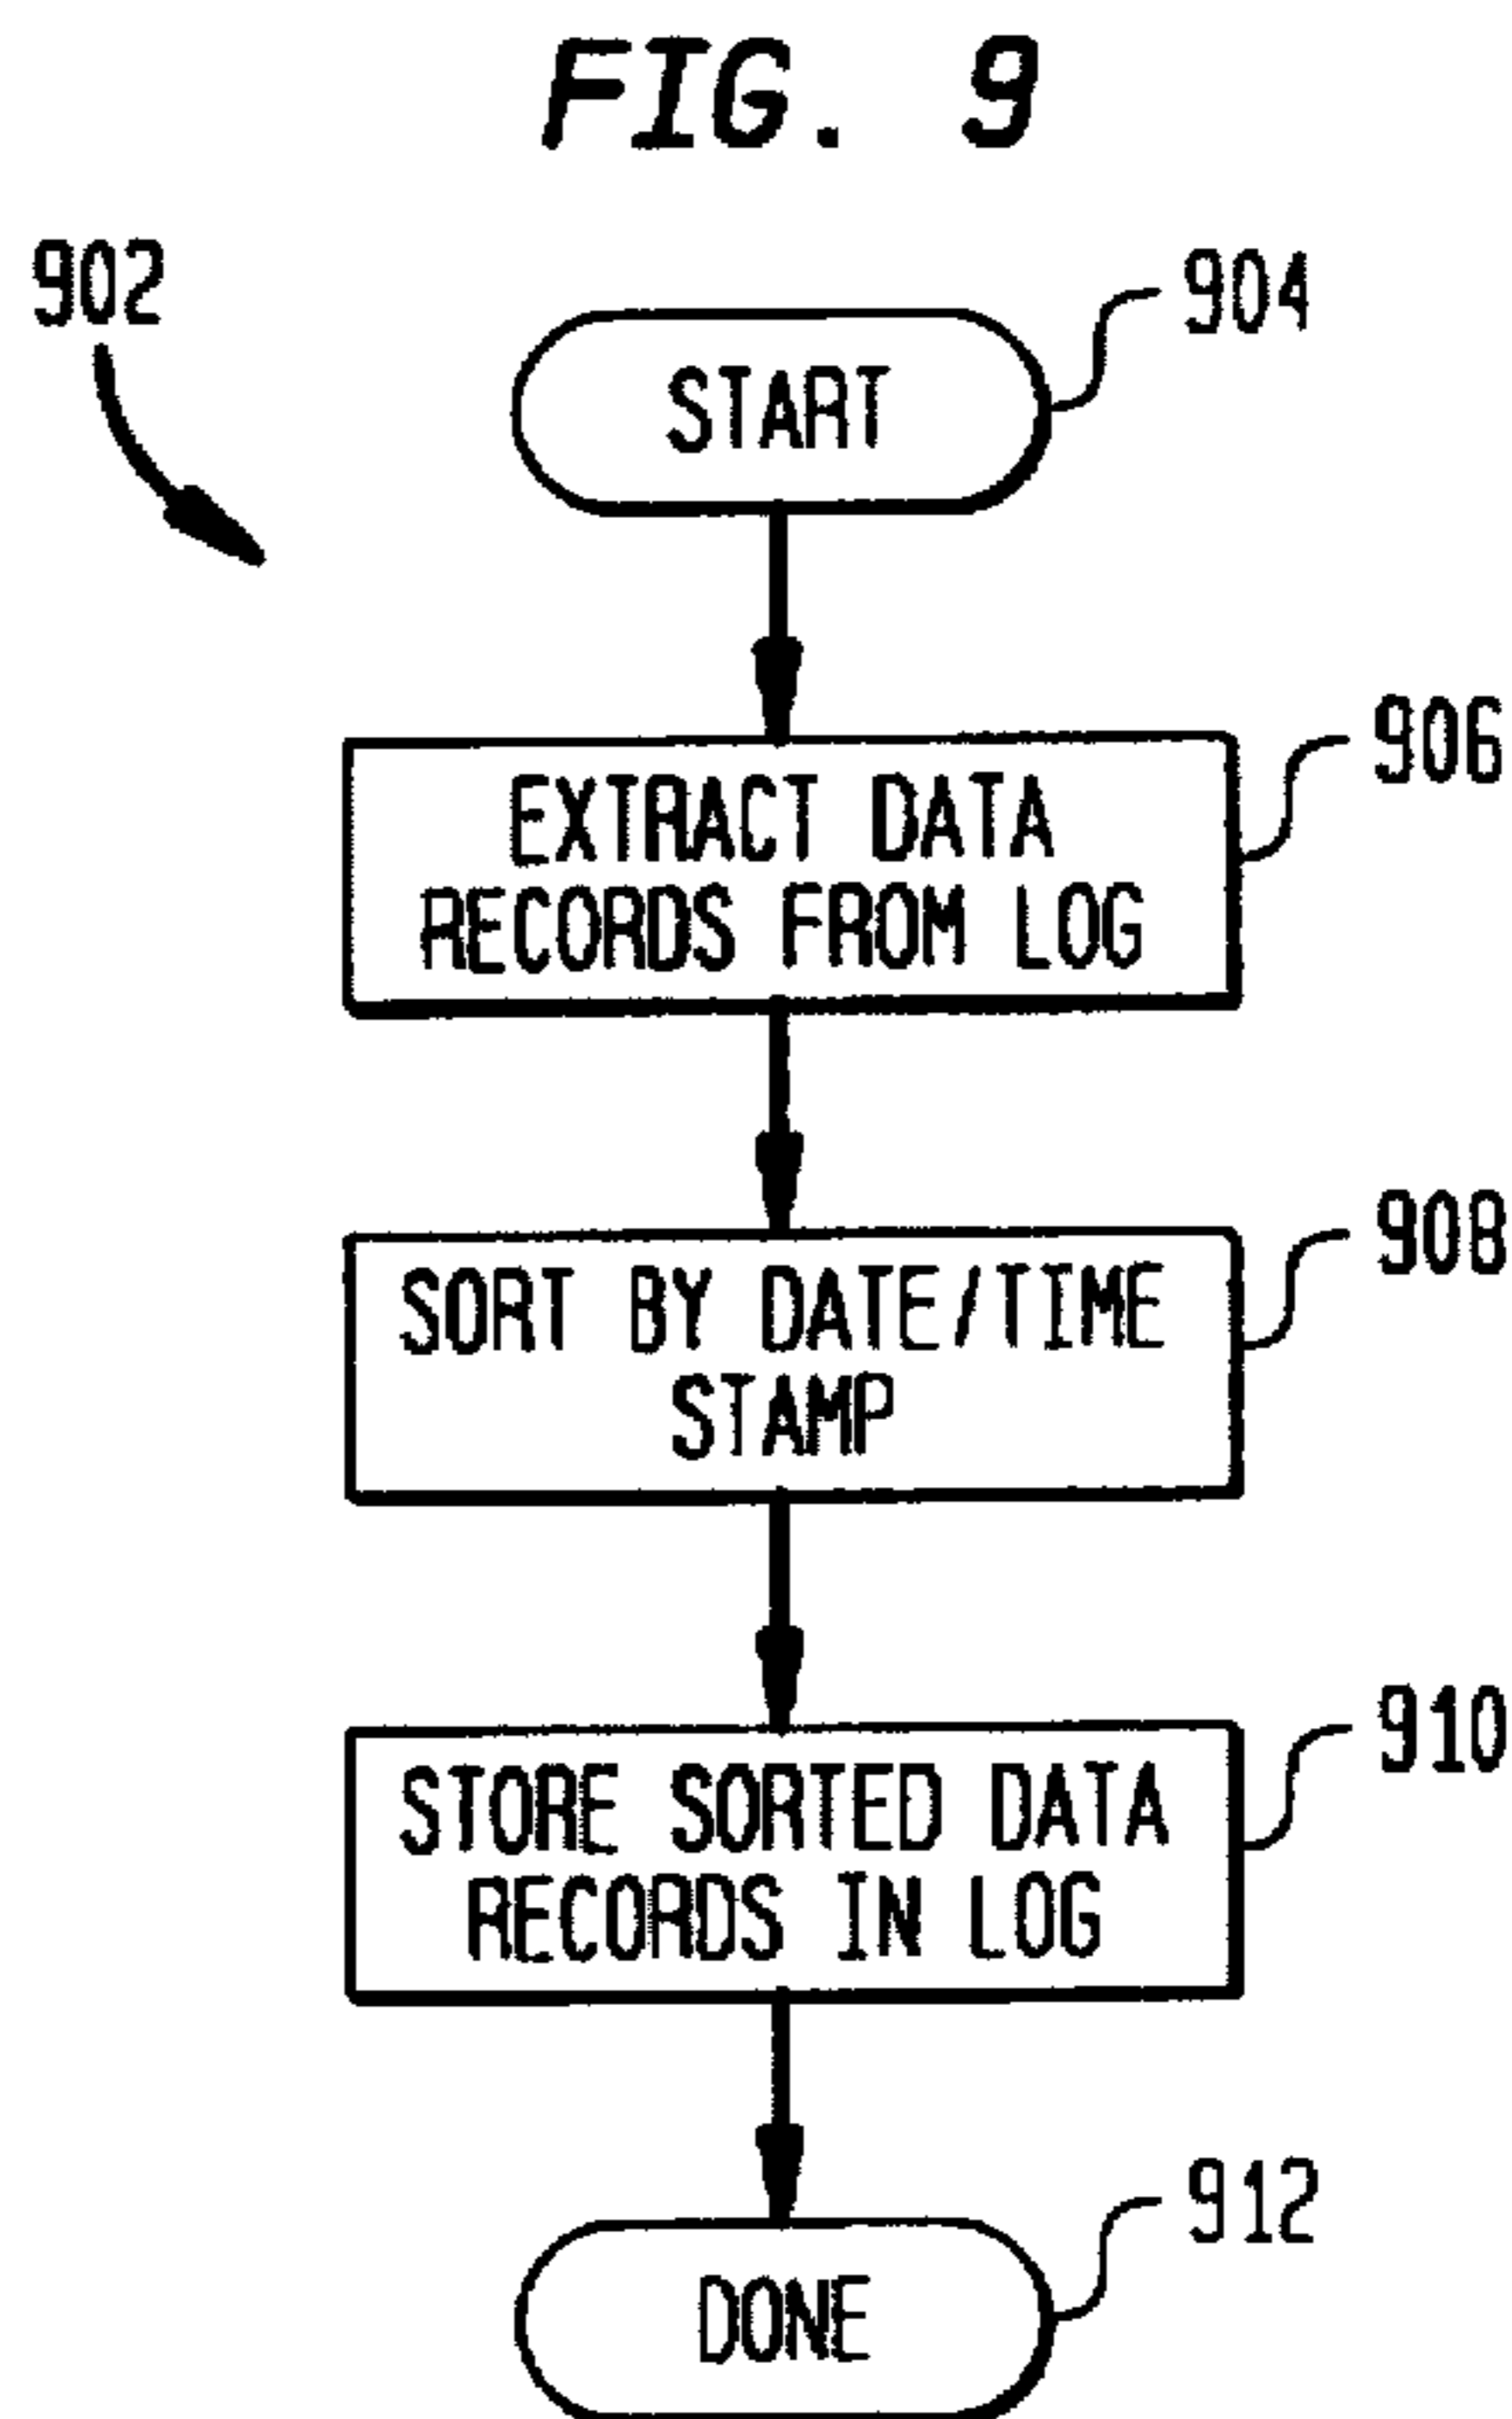 FIG. 9
902
904
START
906
EXTRACT DATA
RECORDS FROM LOG
908
SORT BY DATE/TIME
STAMP
910
STORE SORTED DATA
RECORDS IN LOG
912
DONE